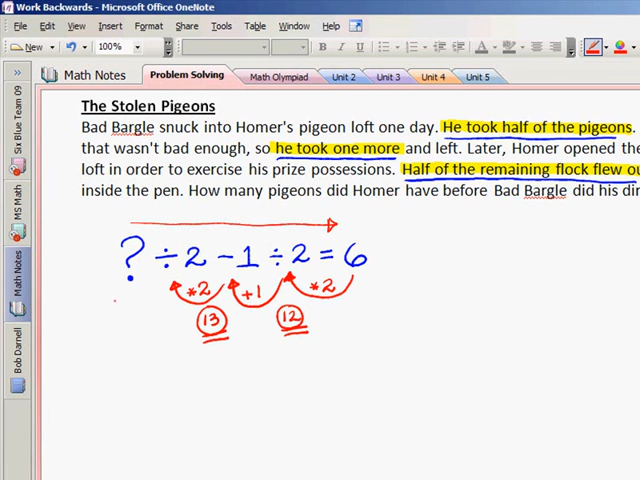 Work Backwards - Microsoft Office OneNote
File Edit View Insert Format Share Tools Table Window Help
New 100% B I U
Math Notes Problem Solving Math Olympiad Unit 2 Unit 3 Unit 4 Unit 5
Six Blue Team 09
MS Math
Math Notes
Bob Darnell
The Stolen Pigeons
Bad Bargle snuck into Homer's pigeon loft one day. He took half of the pigeons.
that wasn't bad enough, so he took one more and left. Later, Homer opened the
loft in order to exercise his prize possessions. Half of the remaining flock flew ou
inside the pen. How many pigeons did Homer have before Bad Bargle did his dir
? ÷ 2 - 1 ÷ 2 = 6
*2 +1 *2
13 12